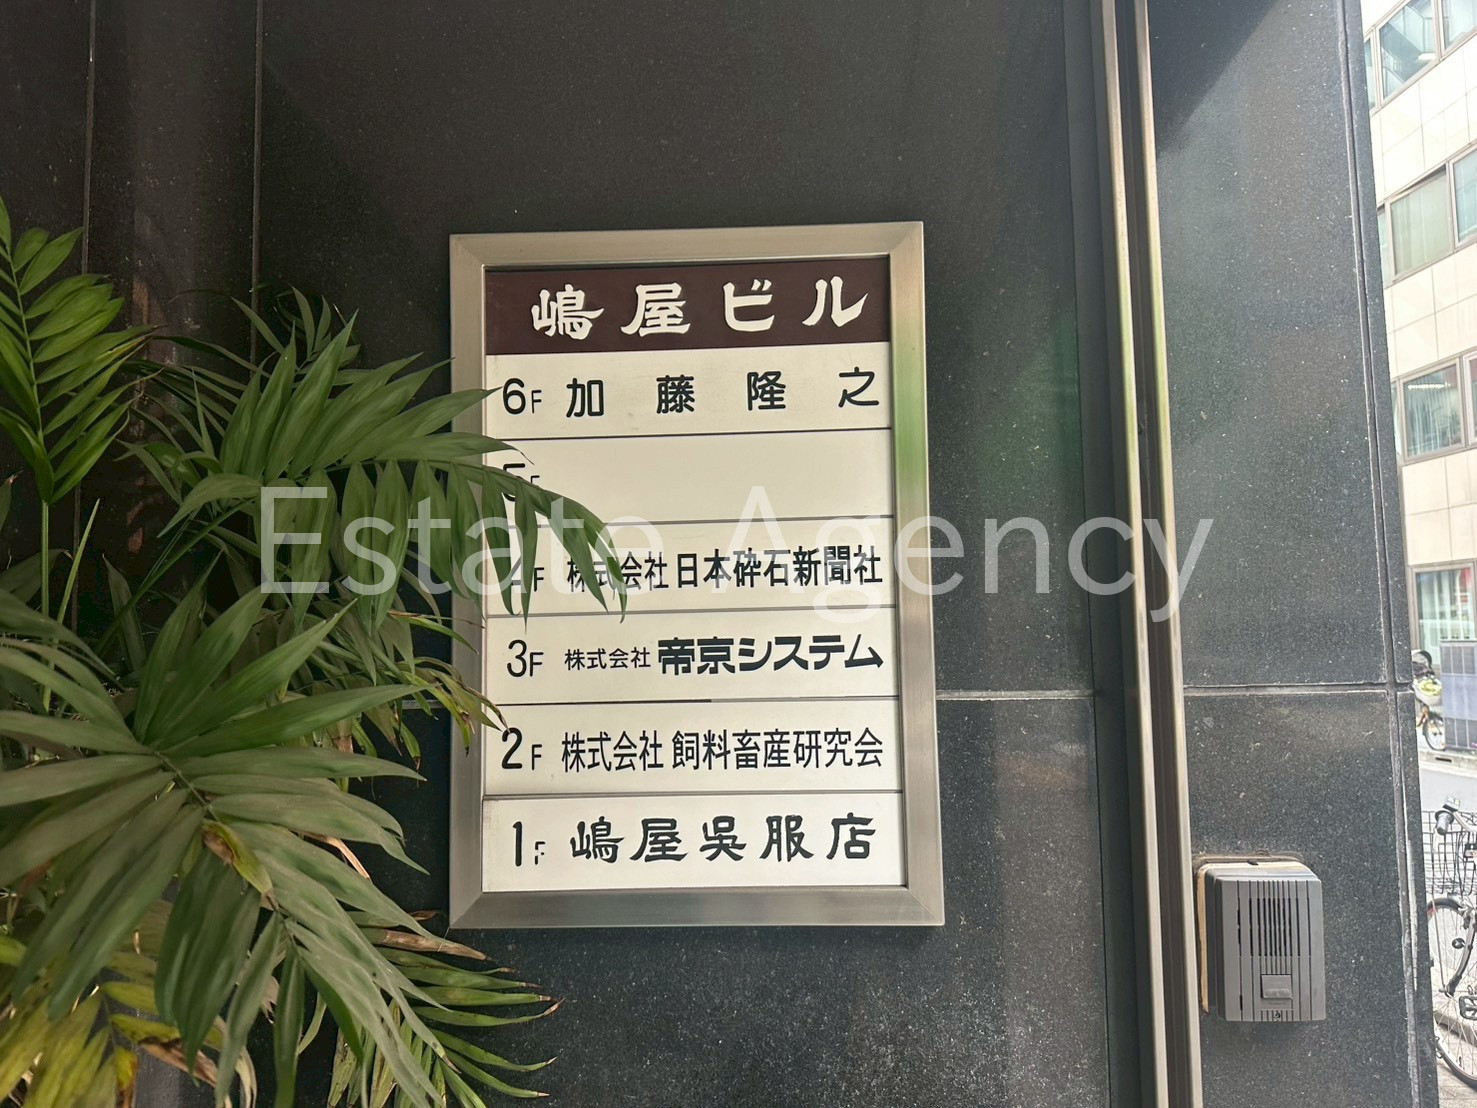 嶋屋ビル
6F 加藤隆之
5F
4F 株式会社 日本砕石新聞社
3F 株式会社 帝京システム
2F 株式会社 飼料畜産研究会
1F 嶋屋呉服店
Estate Agency